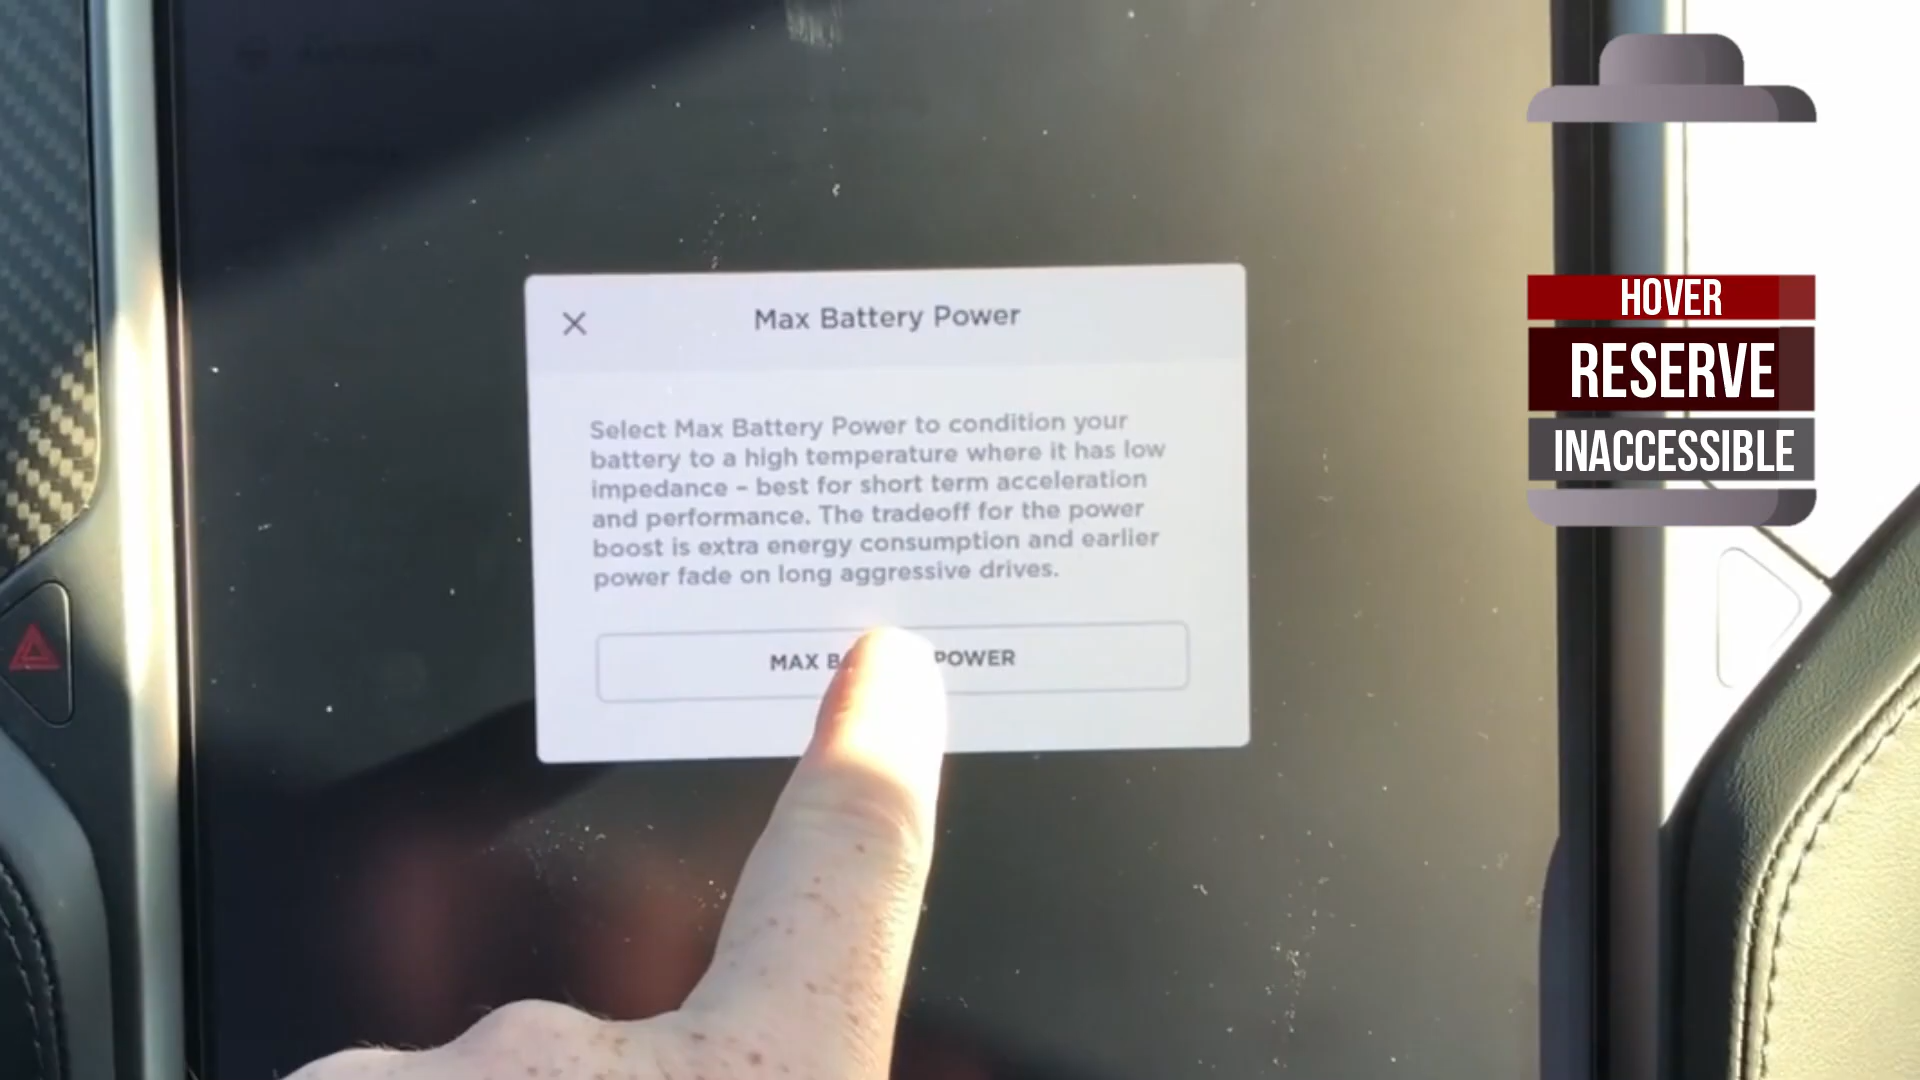 Max Battery Power
Select Max Battery Power to condition your
battery to a high temperature where it has low
impedance – best for short term acceleration
and performance. The tradeoff for the power
boost is extra energy consumption and earlier
power fade on long aggressive drives.
MAX B POWER
HOVER
RESERVE
INACCESSIBLE